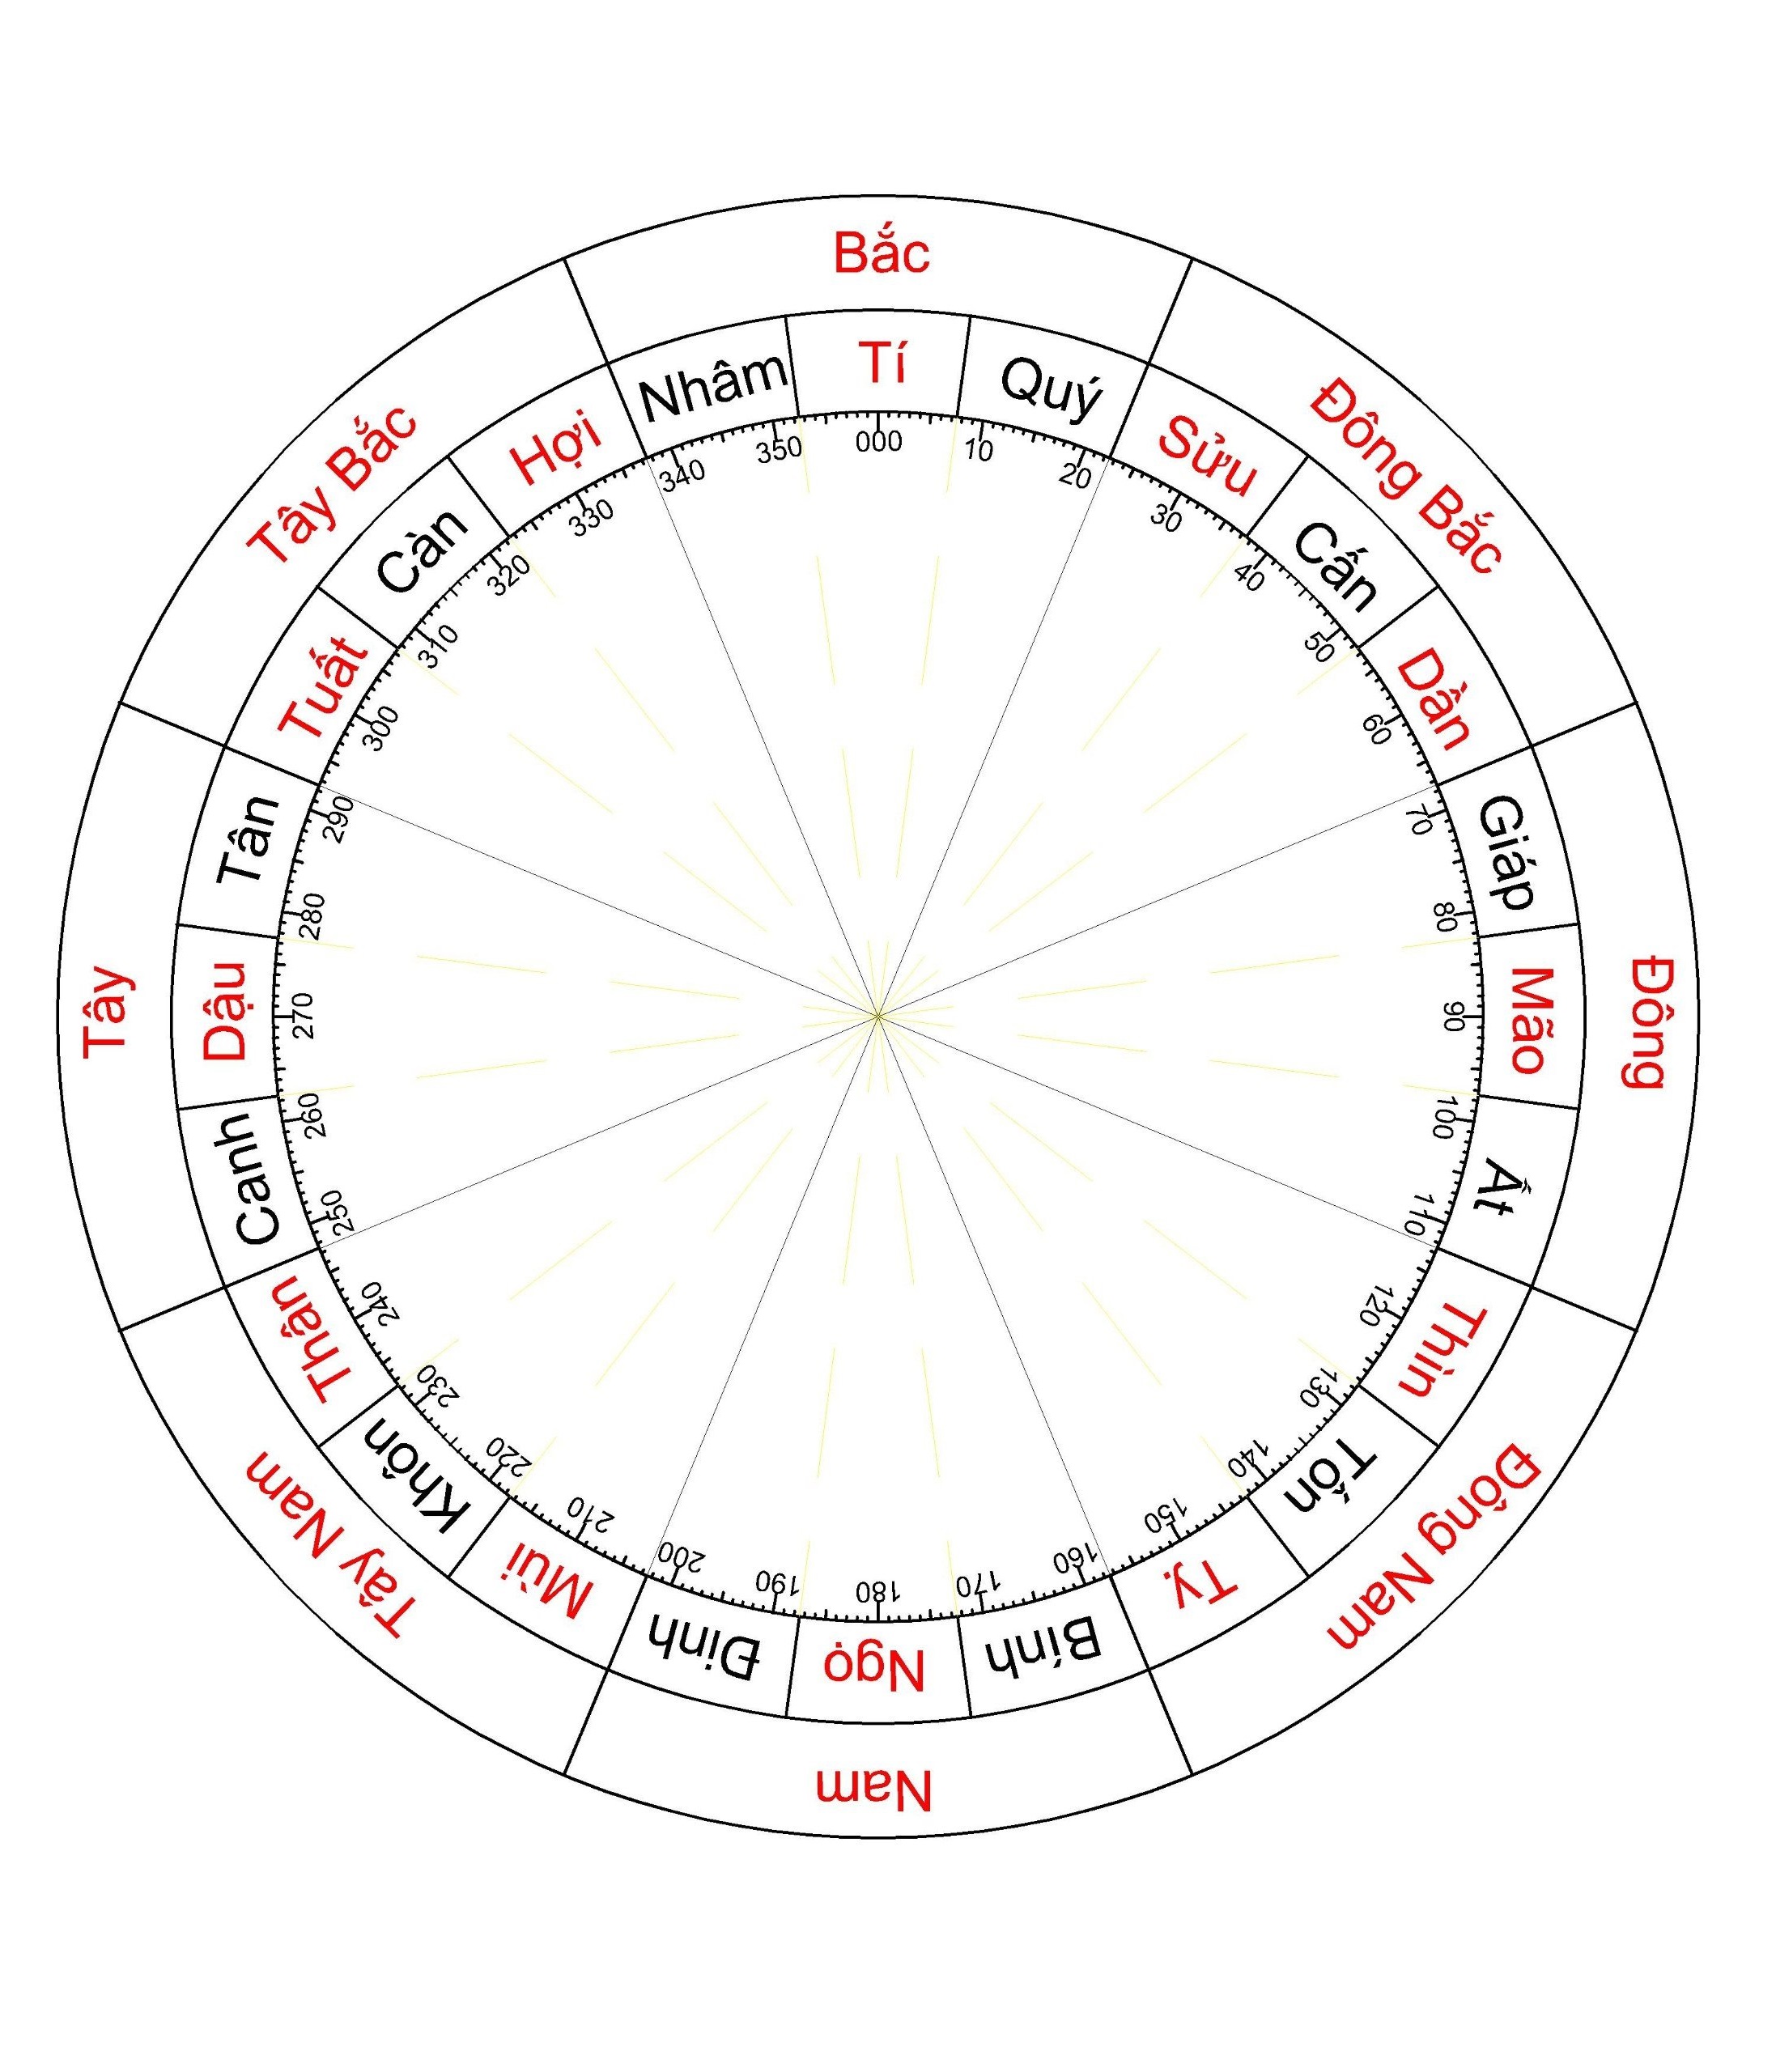 Bắc
Đông Bắc
Đông
Đông Nam
Nam
Tây Nam
Tây
Tây Bắc
Tí
Quý
Sửu
Cấn
Dần
Giáp
Mão
Ất
Thìn
Tốn
Tỵ
Bính
Ngọ
Đinh
Mùi
Khôn
Thân
Canh
Dậu
Tân
Tuất
Càn
Hợi
Nhâm
000
10
20
30
40
50
60
70
80
90
100
110
120
130
140
150
160
170
180
190
200
210
220
230
240
250
260
270
280
290
300
310
320
330
340
350